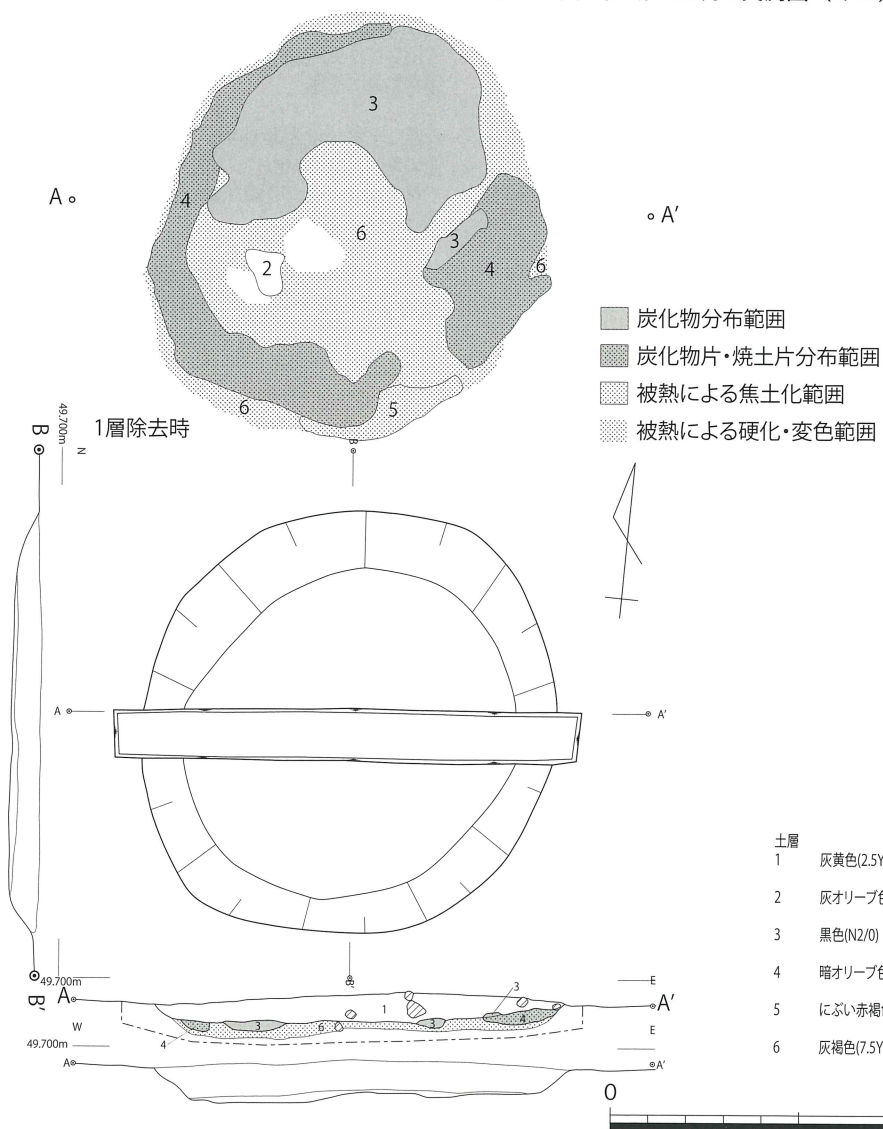 3
A
4
A'
3
6
4
2
6
炭化物分布範囲
炭化物片・焼土片分布範囲
被熱による焦土化範囲
被熱による硬化・変色範囲
5
6
1層除去時
49.700m
B
N
B
A
A'
土層
1 灰黄色(2.5Y
2 灰オリーブ色
3 黒色(N2/0)
4 暗オリーブ色
5 にぶい赤褐色
6 灰褐色(7.5Y
B'
49.700m
B'
E
A
1
3
A'
W
4
3
6
3
4
E
49.700m
A
A'
0